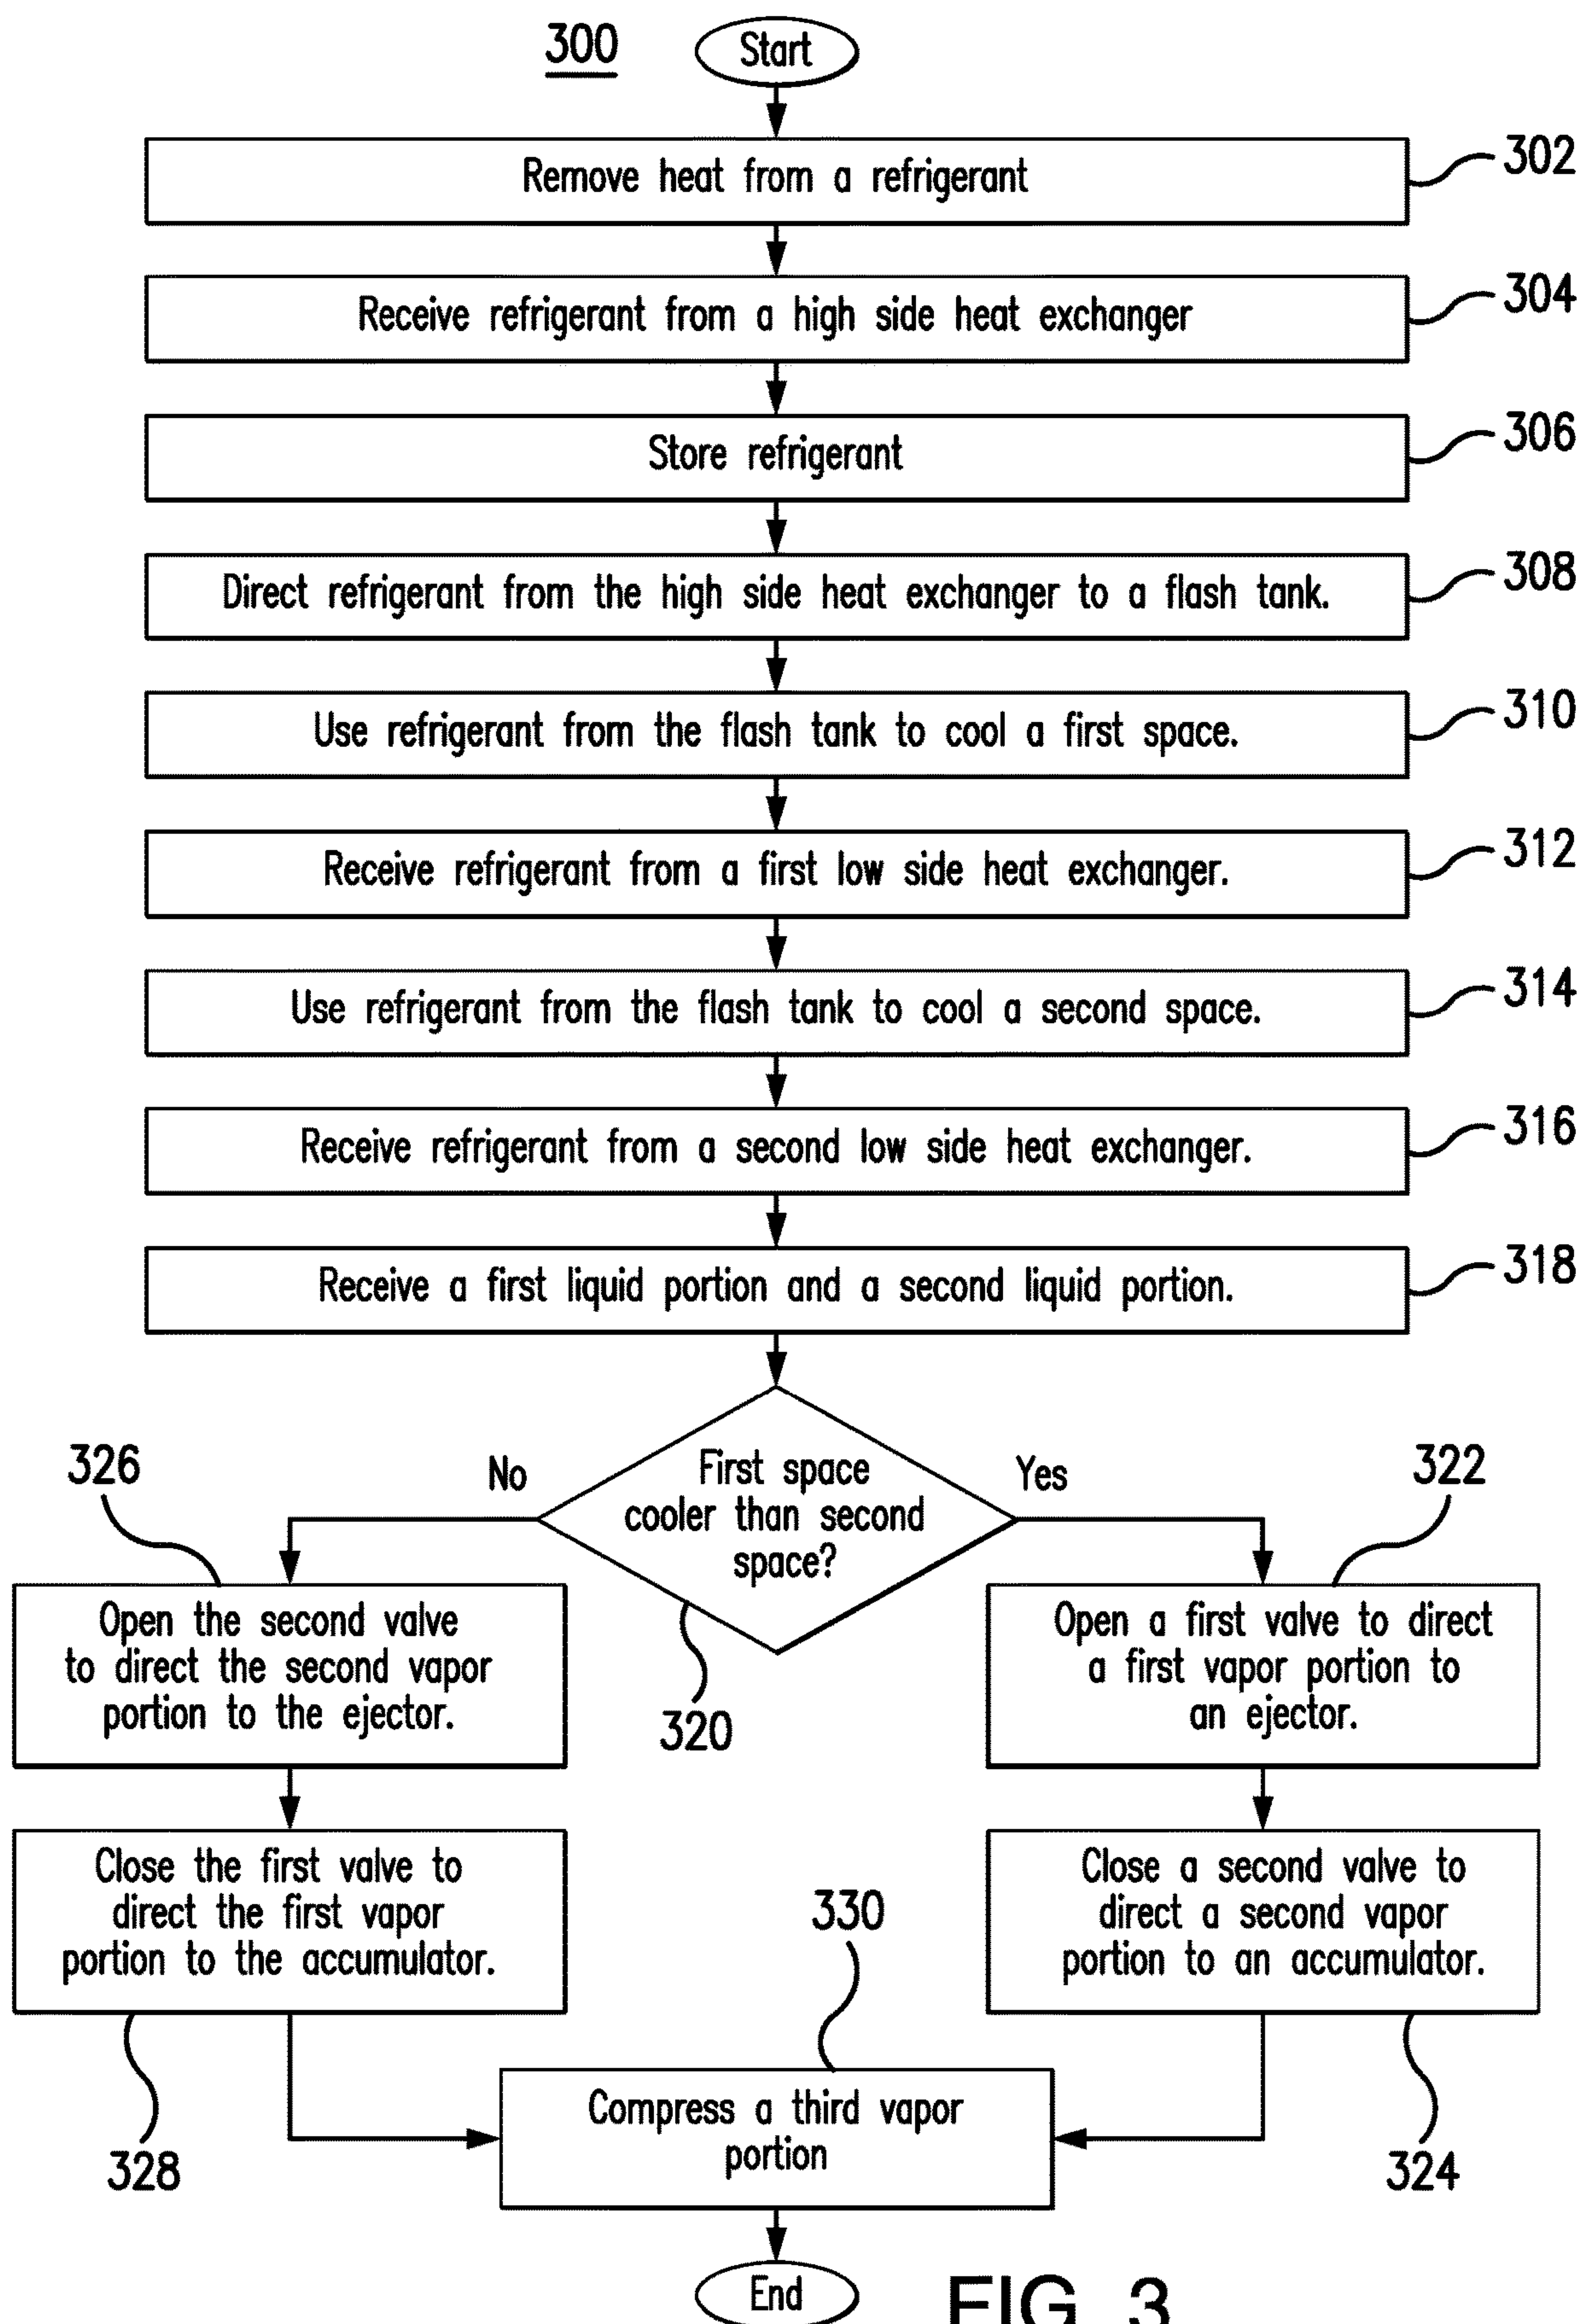 300
Start
Remove heat from a refrigerant
302
Receive refrigerant from a high side heat exchanger
304
Store refrigerant
306
Direct refrigerant from the high side heat exchanger to a flash tank.
308
Use refrigerant from the flash tank to cool a first space.
310
Receive refrigerant from a first low side heat exchanger.
312
Use refrigerant from the flash tank to cool a second space.
314
Receive refrigerant from a second low side heat exchanger.
316
Receive a first liquid portion and a second liquid portion.
318
First space
cooler than second
space?
320
No
Yes
326
Open the second valve
to direct the second vapor
portion to the ejector.
322
Open a first valve to direct
a first vapor portion to
an ejector.
Close the first valve to
direct the first vapor
portion to the accumulator.
328
Close a second valve to
direct a second vapor
portion to an accumulator.
324
330
Compress a third vapor
portion
End
FIG. 3